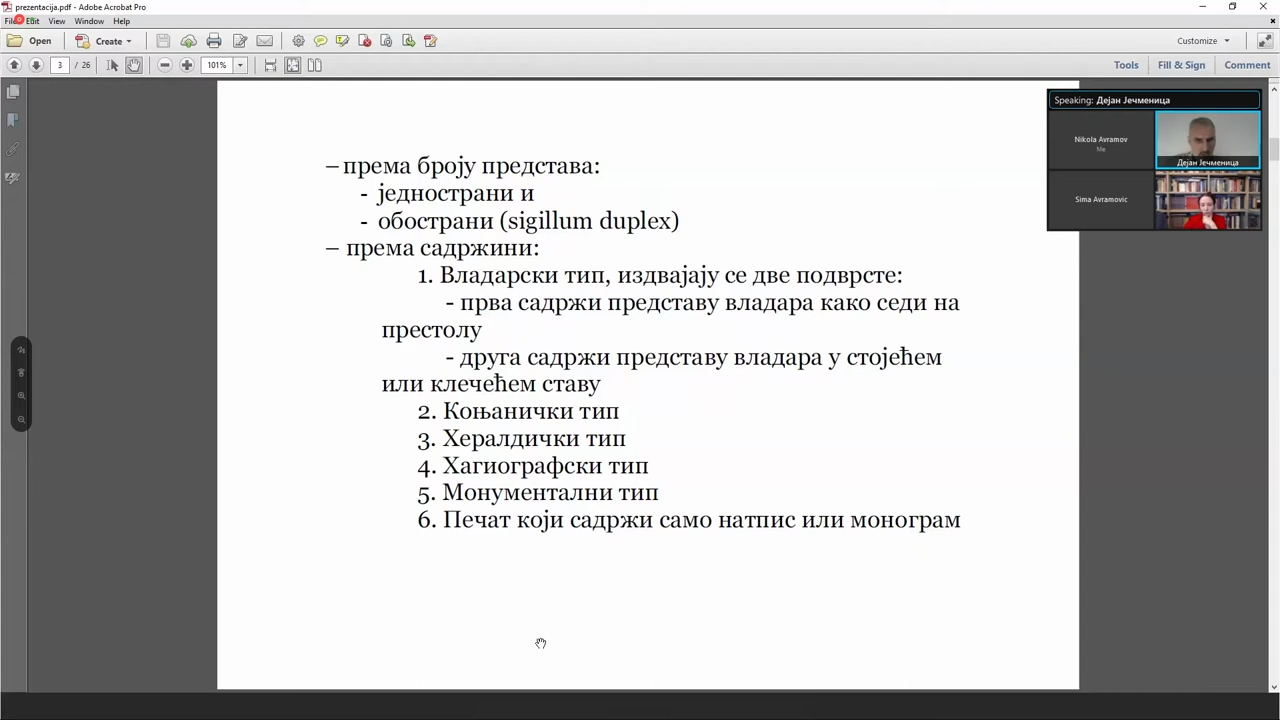 prezentacija.pdf - Adobe Acrobat Pro
File Edit View Window Help
Open Create Customize
3 / 26 101% Tools Fill & Sign Comment
Speaking: Дејан Јечменица
Nikola Avramov
Me
Дејан Јечменица
Sima Avramovic
– према броју представа:
- једнострани и
- обострани (sigillum duplex)
– према садржини:
1. Владарски тип, издвајају се две подврсте:
- прва садржи представу владара како седи на
престолу
- друга садржи представу владара у стојећем
или клечећем ставу
2. Коњанички тип
3. Хералдички тип
4. Хагиографски тип
5. Монументални тип
6. Печат који садржи само натпис или монограм